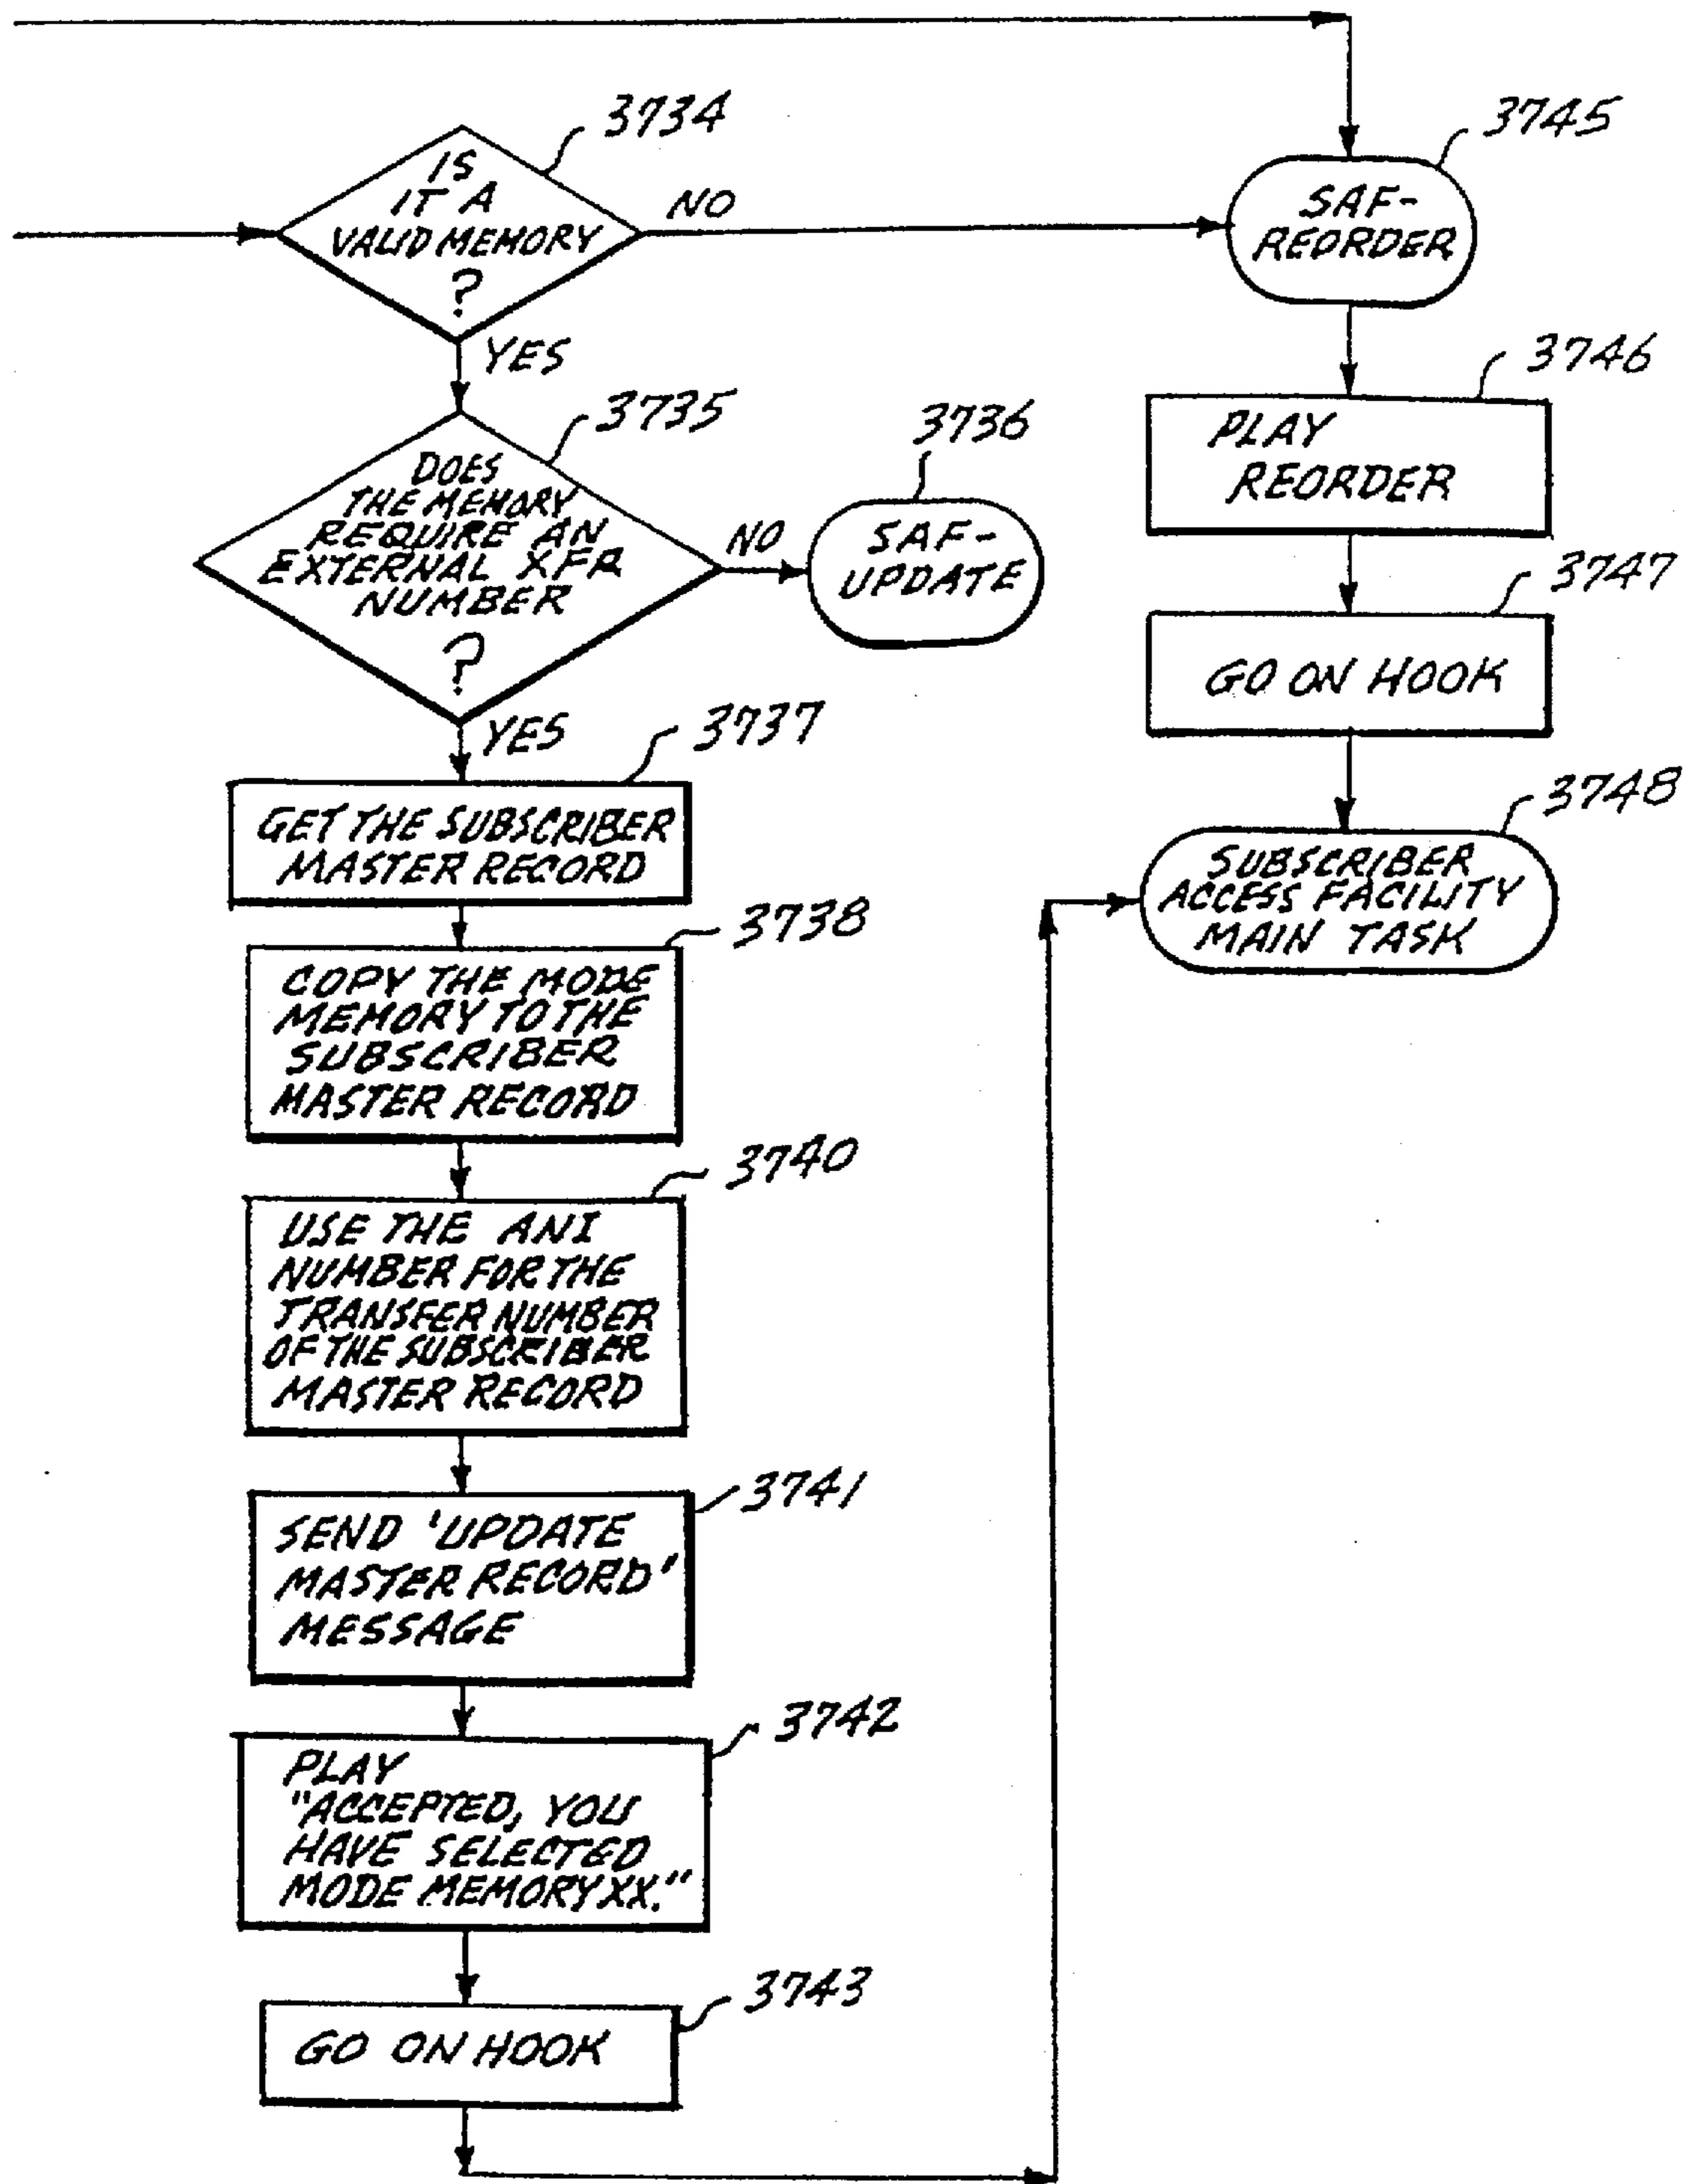 3734
IS
IT A
VALID MEMORY
?
NO
YES
3745
SAF-
REORDER
3746
PLAY
REORDER
3747
GO ON HOOK
3748
SUBSCRIBER
ACCESS FACILITY
MAIN TASK
3735
DOES
THE MEMORY
REQUIRE AN
EXTERNAL XFR
NUMBER
?
NO
YES
3736
SAF-
UPDATE
3737
GET THE SUBSCRIBER
MASTER RECORD
3738
COPY THE MODE
MEMORY TO THE
SUBSCRIBER
MASTER RECORD
3740
USE THE ANI
NUMBER FOR THE
TRANSFER NUMBER
OF THE SUBSCRIBER
MASTER RECORD
3741
SEND 'UPDATE
MASTER RECORD'
MESSAGE
3742
PLAY
"ACCEPTED, YOU
HAVE SELECTED
MODE MEMORY XX."
3743
GO ON HOOK